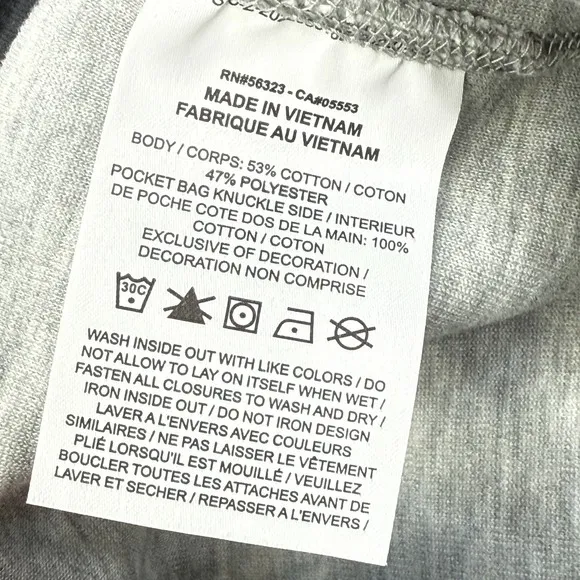 RN#56323 - CA#05553
MADE IN VIETNAM
FABRIQUE AU VIETNAM
BODY / CORPS: 53% COTTON / COTON
47% POLYESTER
POCKET BAG KNUCKLE SIDE / INTERIEUR
DE POCHE COTE DOS DE LA MAIN: 100%
COTTON / COTON
EXCLUSIVE OF DECORATION /
DECORATION NON COMPRISE
30C
WASH INSIDE OUT WITH LIKE COLORS / DO
NOT ALLOW TO LAY ON ITSELF WHEN WET /
FASTEN ALL CLOSURES TO WASH AND DRY /
IRON INSIDE OUT / DO NOT IRON DESIGN
LAVER A L'ENVERS AVEC COULEURS
SIMILAIRES / NE PAS LAISSER LE VÊTEMENT
PLIÉ LORSQU'IL EST MOUILLÉ / VEUILLEZ
BOUCLER TOUTES LES ATTACHES AVANT DE
LAVER ET SECHER / REPASSER A L'ENVERS /